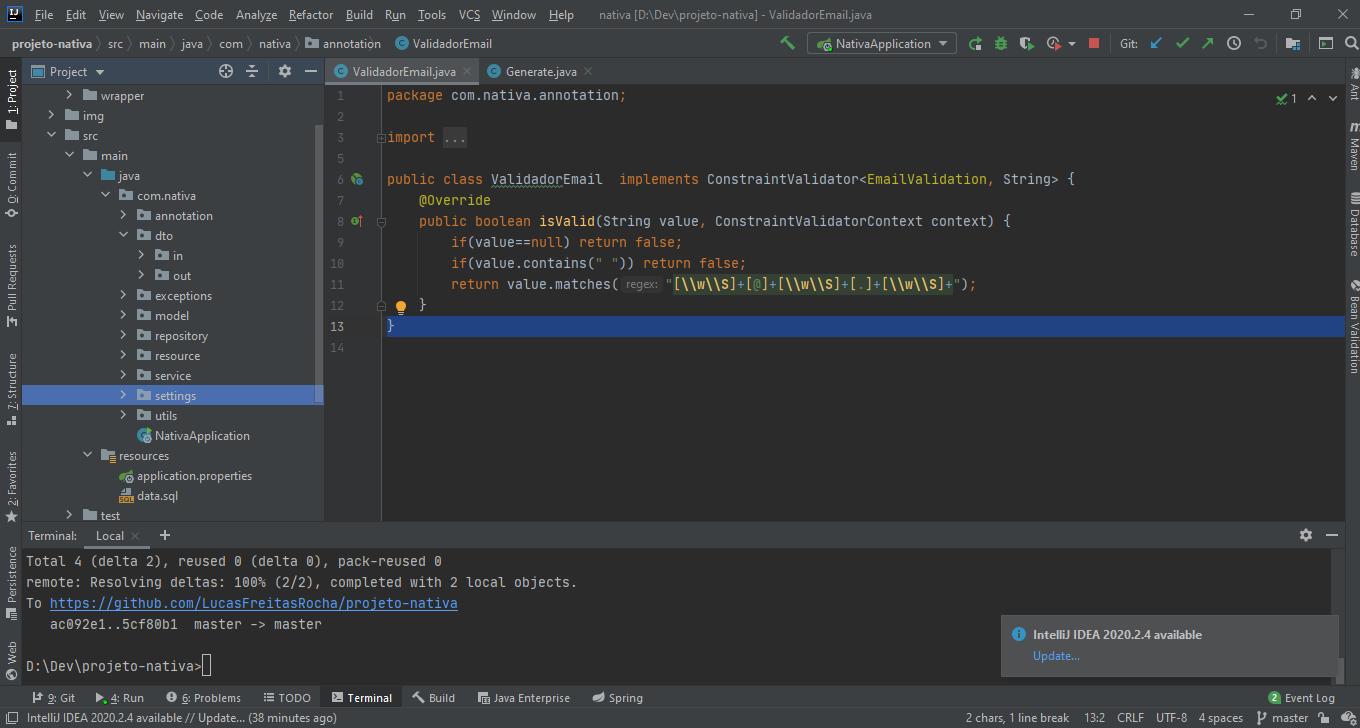 File Edit View Navigate Code Analyze Refactor Build Run Tools VCS Window Help nativa [D:\Dev\projeto-nativa] - ValidadorEmail.java
projeto-nativa src main java com nativa annotation ValidadorEmail NativaApplication Git:
Project
ValidadorEmail.java
Generate.java
1: Project
0: Commit
Pull Requests
7: Structure
2: Favorites
Persistence
Web
wrapper
img
src
main
java
com.nativa
annotation
dto
in
out
exceptions
model
repository
resource
service
settings
utils
NativaApplication
resources
application.properties
data.sql
test
1 package com.nativa.annotation;
2
3 import ...
5
6 public class ValidadorEmail  implements ConstraintValidator<EmailValidation, String> {
7 @Override
8 public boolean isValid(String value, ConstraintValidatorContext context) {
9 if(value==null) return false;
10 if(value.contains(" ")) return false;
11 return value.matches( regex: "[\\w\\S]+[@]+[\\w\\S]+[.]+[\\w\\S]+");
12 }
13 }
14
1
Ant
Maven
Database
Bean Validation
Terminal: Local
Total 4 (delta 2), reused 0 (delta 0), pack-reused 0
remote: Resolving deltas: 100% (2/2), completed with 2 local objects.
To https://github.com/LucasFreitasRocha/projeto-nativa
ac092e1..5cf80b1  master -> master
D:\Dev\projeto-nativa>
IntelliJ IDEA 2020.2.4 available
Update...
9: Git 4: Run 6: Problems TODO Terminal Build Java Enterprise Spring 2 Event Log
IntelliJ IDEA 2020.2.4 available // Update... (38 minutes ago) 2 chars, 1 line break 13:2 CRLF UTF-8 4 spaces master